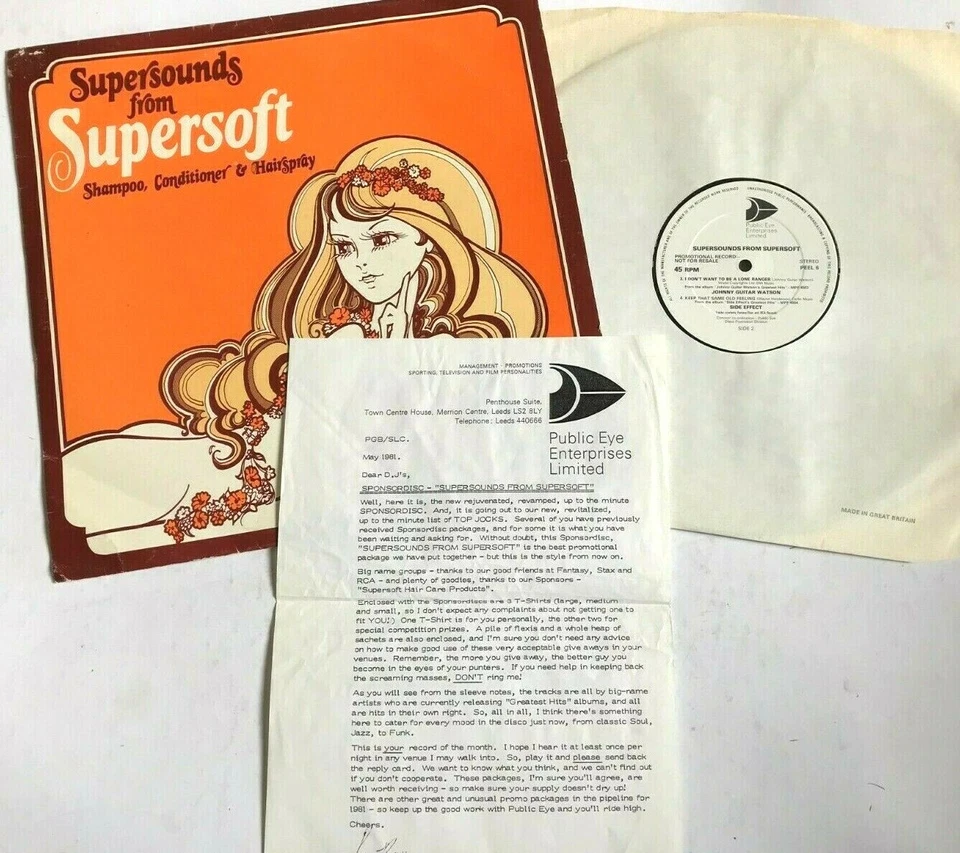 Supersounds
from
Supersoft
Shampoo, Conditioner & Hairspray
Public Eye
Enterprises
Limited
SUPERSOUNDS FROM SUPERSOFT
PROMOTIONAL RECORD -
NOT FOR RESALE
STEREO
45 RPM
PEEL 9
3. I DON'T WANT TO BE A LONE RANGER
JOHNNY GUITAR WATSON
4. KEEP THAT SAME OLD FEELING
SIDE EFFECT
SIDE 2
MADE IN GREAT BRITAIN
MANAGEMENT · PROMOTIONS
SPORTING, TELEVISION AND FILM PERSONALITIES
Penthouse Suite,
Town Centre House, Merrion Centre, Leeds LS2 8LY
Telephone: Leeds 440666
Public Eye
Enterprises
Limited
PGB/SLC.
May 1981.
Dear D.J's,
SPONSORDISC - "SUPERSOUNDS FROM SUPERSOFT"
Well, here it is, the new rejuvenated, revamped, up to the minute
SPONSORDISC. And, it is going out to our new, revitalized,
up to the minute list of TOP JOCKS. Several of you have previously
received Sponsordisc packages, and for some it is what you have
been waiting and asking for. Without doubt, this Sponsordisc,
"SUPERSOUNDS FROM SUPERSOFT" is the best promotional
package we have put together - but this is the style from now on.
Big name groups - thanks to our good friends at Fantasy, Stax and
RCA - and plenty of goodies, thanks to our Sponsors -
"Supersoft Hair Care Products".
Enclosed with the Sponsordiscs are 3 T-Shirts (large, medium
and small, so I don't expect any complaints about not getting one to
fit YOU!) One T-Shirt is for you personally, the other two for
special competition prizes. A pile of flexis and a whole heap of
sachets are also enclosed, and I'm sure you don't need any advice
on how to make good use of these very acceptable give aways in your
venues. Remember, the more you give away, the better guy you
become in the eyes of your punters. If you need help in keeping back
the screaming masses, DON'T ring me!
As you will see from the sleeve notes, the tracks are all by big-name
artists who are currently releasing "Greatest Hits" albums, and all
are hits in their own right. So, all in all, I think there's something
here to cater for every mood in the disco just now, from classic Soul,
Jazz, to Funk.
This is your record of the month. I hope I hear it at least once per
night in any venue I may walk into. So, play it and please send back
the reply card. We want to know what you think, and we can't find out
if you don't cooperate. These packages, I'm sure you'll agree, are
well worth receiving - so make sure your supply doesn't dry up!
There are other great and unusual promo packages in the pipeline for
1981 - so keep up the good work with Public Eye and you'll ride high.
Cheers.